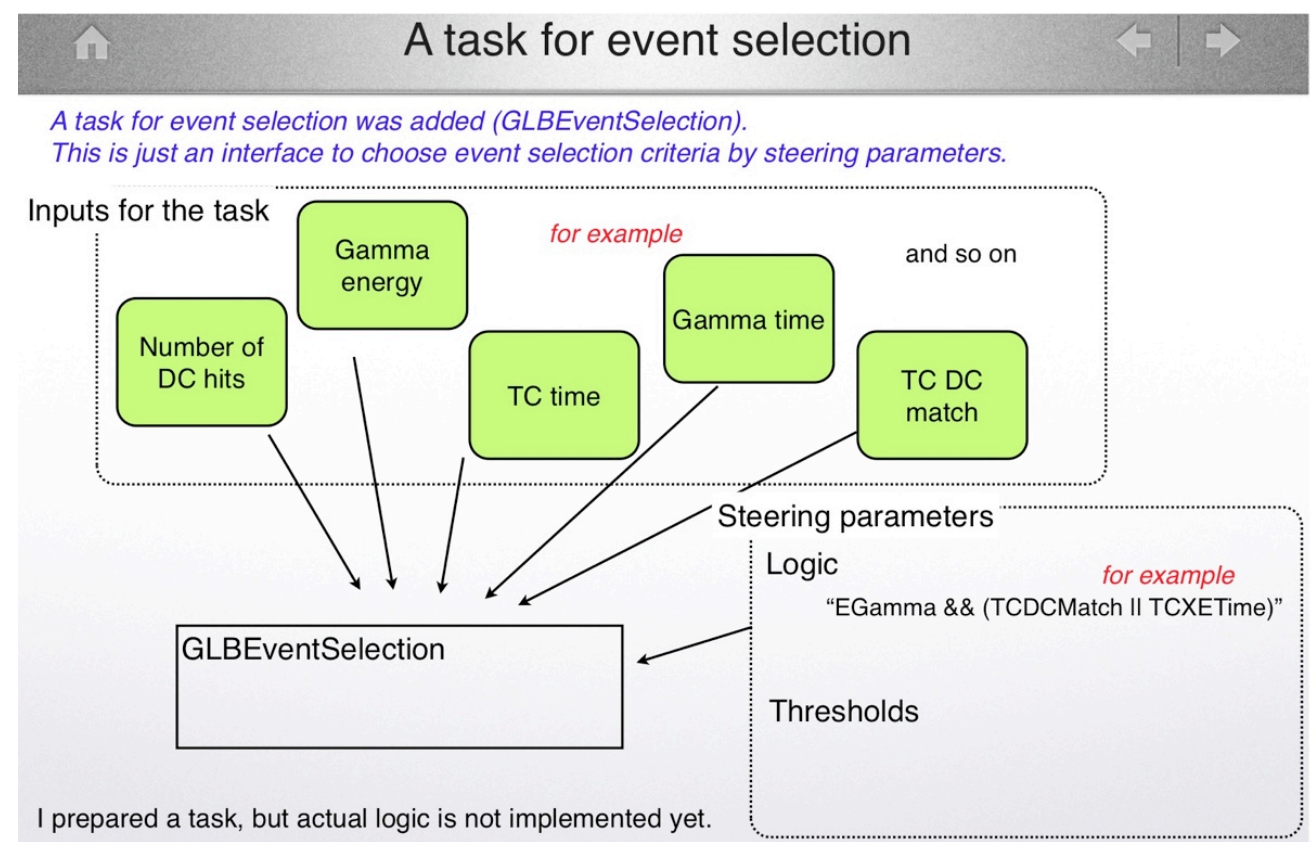 A task for event selection
A task for event selection was added (GLBEventSelection).
This is just an interface to choose event selection criteria by steering parameters.
Inputs for the task
Gamma
energy
for example
and so on
Number of
DC hits
TC time
Gamma time
TC DC
match
Steering parameters
Logic
for example
“EGamma && (TCDCMatch || TCXETime)”
GLBEventSelection
Thresholds
I prepared a task, but actual logic is not implemented yet.